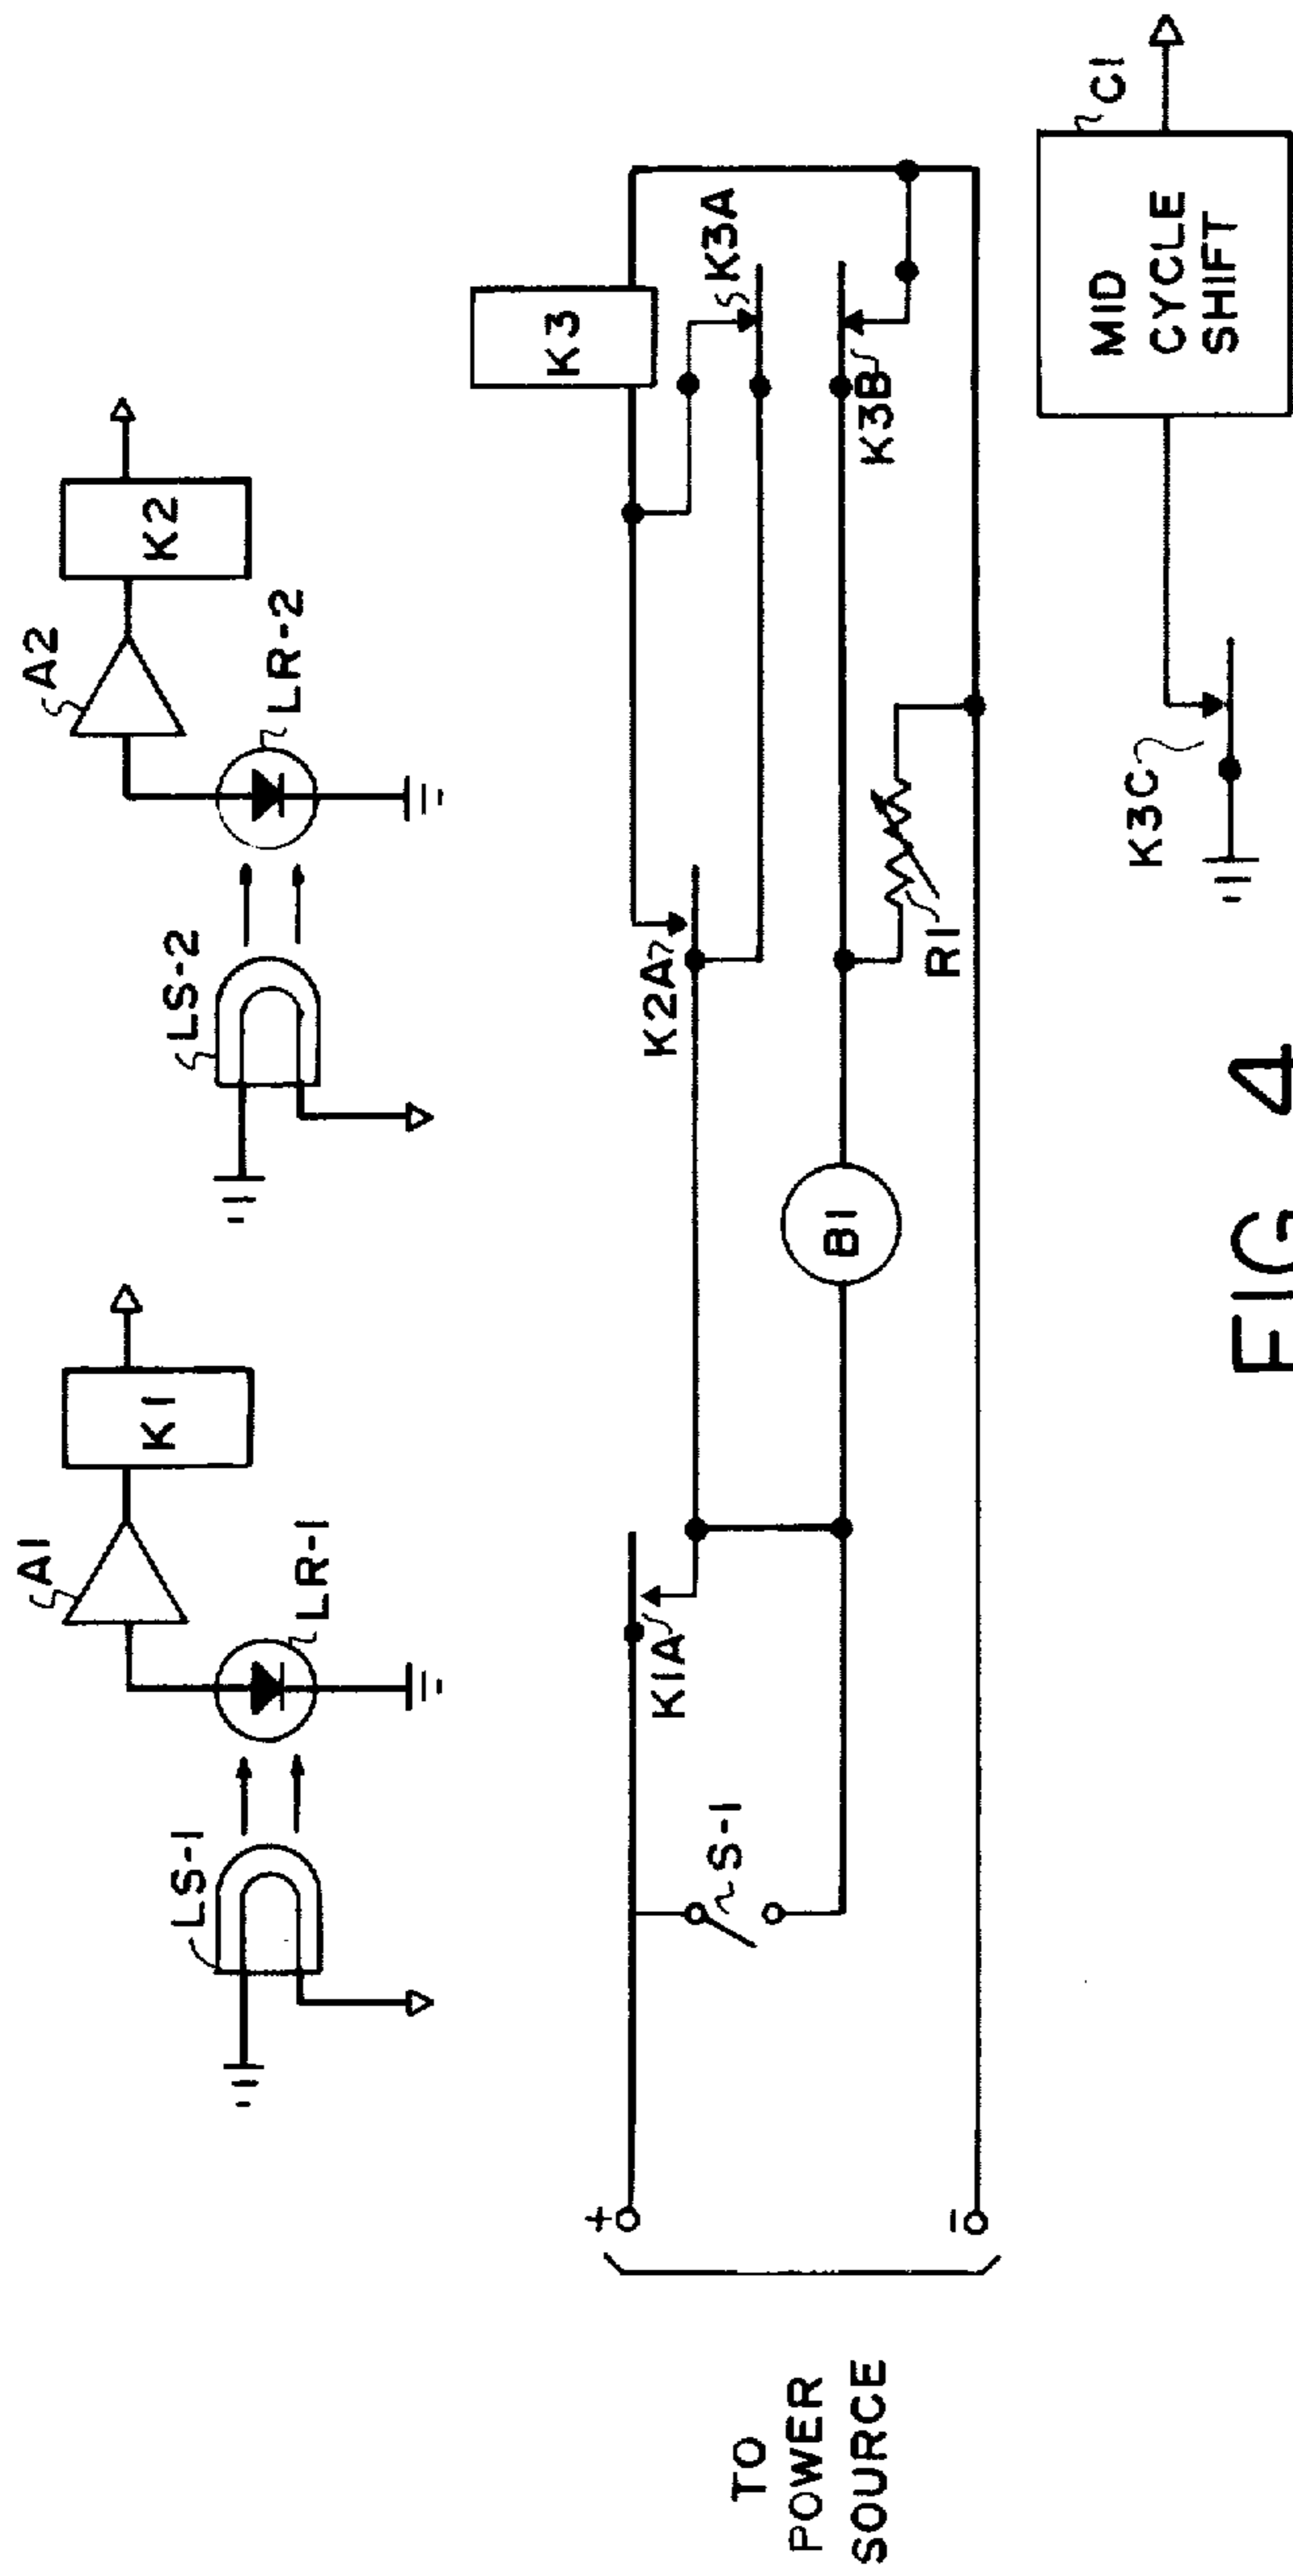 A1
K1
LS-1
LR-1
A2
K2
LS-2
LR-2
TO
POWER
SOURCE
+
-
S-1
K1A
B1
K2A
R1
K3
K3A
K3B
K3C
MID
CYCLE
SHIFT
C1
FIG 4